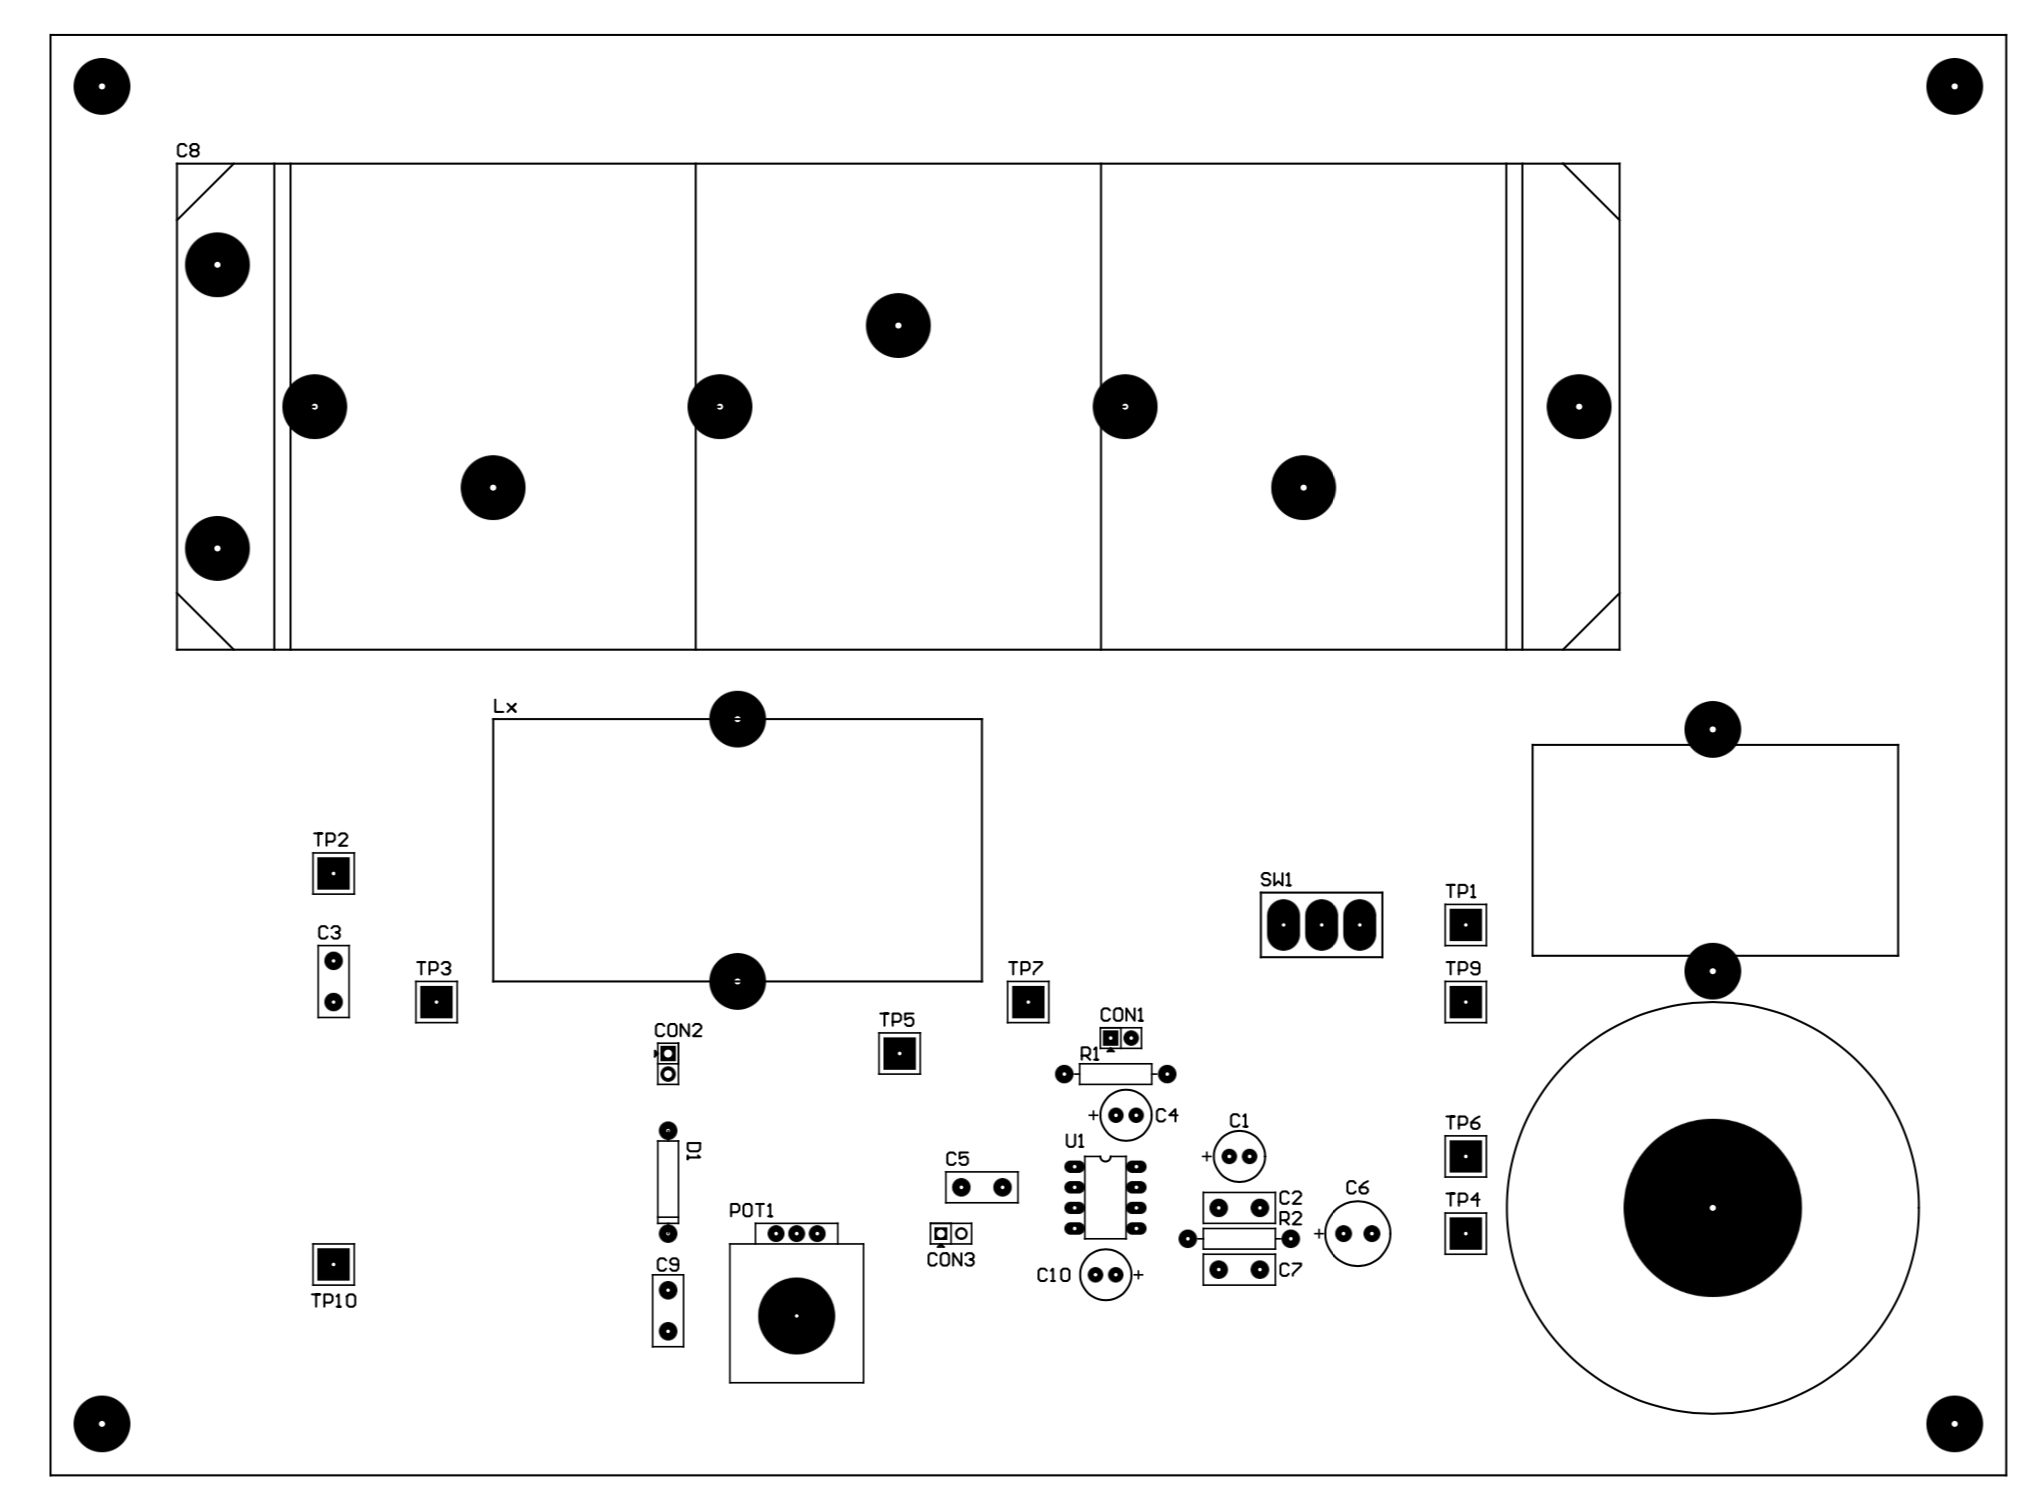 C8
Lx
TP2
SW1
TP1
C3
TP3
TP7
TP9
CON2
TP5
CON1
R1
+
C4
D1
U1
C1
+
TP6
C5
C6
+
C2
TP4
POT1
R2
C9
CON3
C10
+
C7
TP10